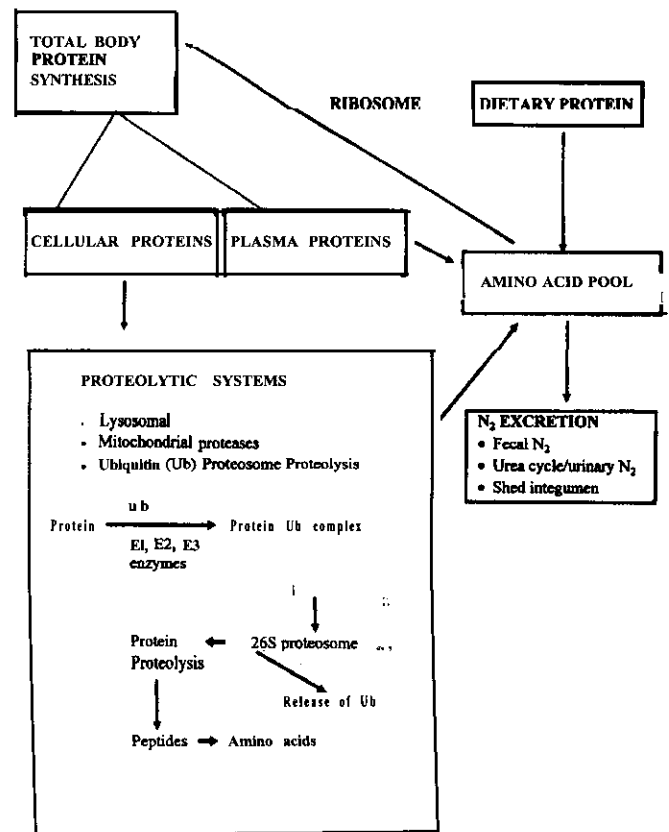 TOTAL BODY
PROTEIN
SYNTHESIS
RIBOSOME
DIETARY PROTEIN
CELLULAR PROTEINS
PLASMA PROTEINS
AMINO ACID POOL
PROTEOLYTIC SYSTEMS
. Lysosomal
• Mitochondrial proteases
• Ubiquitin (Ub) Proteosome Proteolysis
ub
Protein
Protein Ub complex
E1, E2, E3
enzymes
Protein
Proteolysis
26S proteosome
Release of Ub
Peptides
Amino acids
N₂ EXCRETION
• Fecal N₂
• Urea cycle/urinary N₂
• Shed integumen